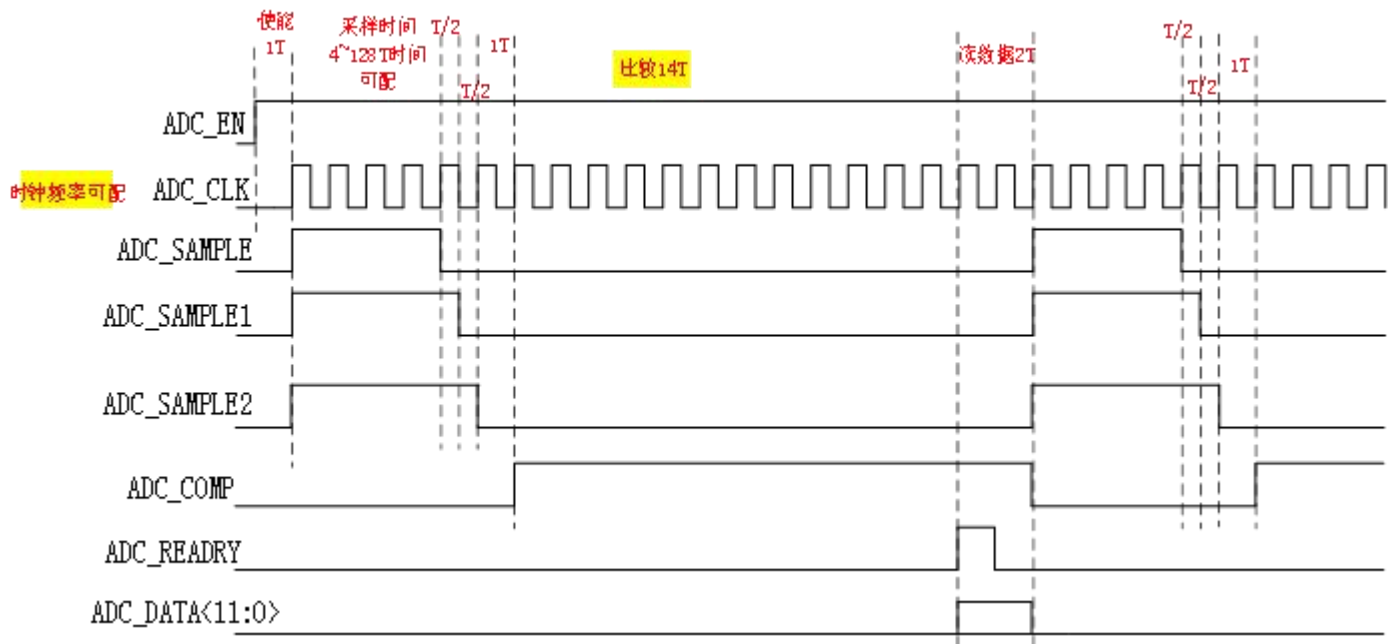 使能
1T
采样时间
4~128T时间
可配
T/2
T/2
1T
比较14T
读数据2T
T/2
T/2
1T
ADC_EN
时钟频率可配
ADC_CLK
ADC_SAMPLE
ADC_SAMPLE1
ADC_SAMPLE2
ADC_COMP
ADC_READRY
ADC_DATA<11:0>